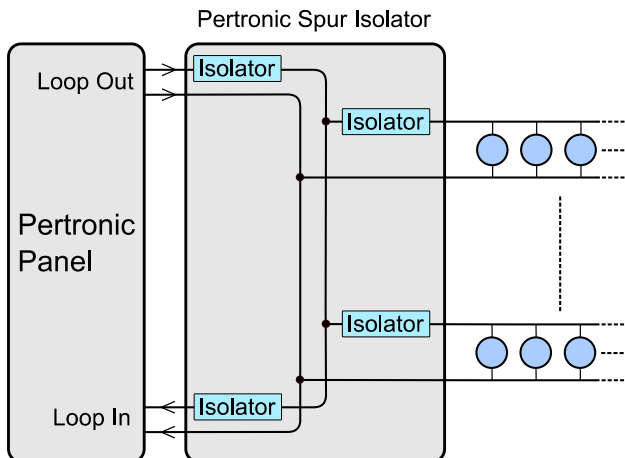 Pertronic Spur Isolator
Loop Out
Isolator
Isolator
Pertronic
Panel
Isolator
Loop In
Isolator